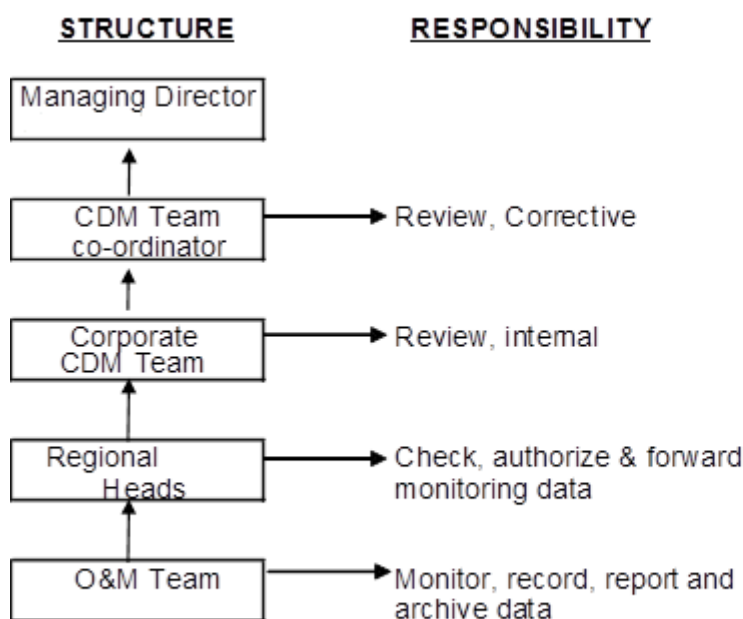 STRUCTURE RESPONSIBILITY
Managing Director
CDM Team Review, Corrective
co-ordinator
Corporate Review, internal
CDM Team
Regional Check, authorize & forward
Heads monitoring data
O&M Team Monitor, record, report and
archive data